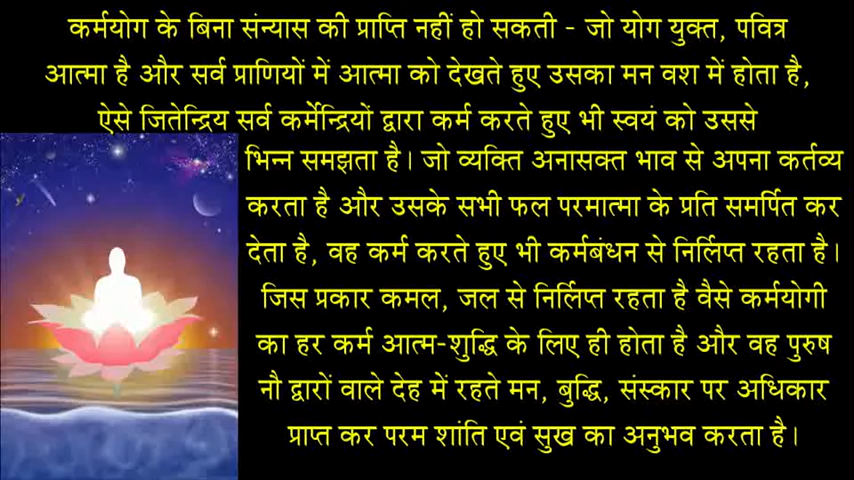 कर्मयोग के बिना संन्यास की प्राप्ति नहीं हो सकती - जो योग युक्त, पवित्र
आत्मा है और सर्व प्राणियों में आत्मा को देखते हुए उसका मन वश में होता है,
ऐसे जितेन्द्रिय सर्व कर्मेन्द्रियों द्वारा कर्म करते हुए भी स्वयं को उससे
भिन्न समझता है। जो व्यक्ति अनासक्त भाव से अपना कर्तव्य
करता है और उसके सभी फल परमात्मा के प्रति समर्पित कर
देता है, वह कर्म करते हुए भी कर्मबंधन से निर्लिप्त रहता है।
जिस प्रकार कमल, जल से निर्लिप्त रहता है वैसे कर्मयोगी
का हर कर्म आत्म-शुद्धि के लिए ही होता है और वह पुरुष
नौ द्वारों वाले देह में रहते मन, बुद्धि, संस्कार पर अधिकार
प्राप्त कर परम शांति एवं सुख का अनुभव करता है।